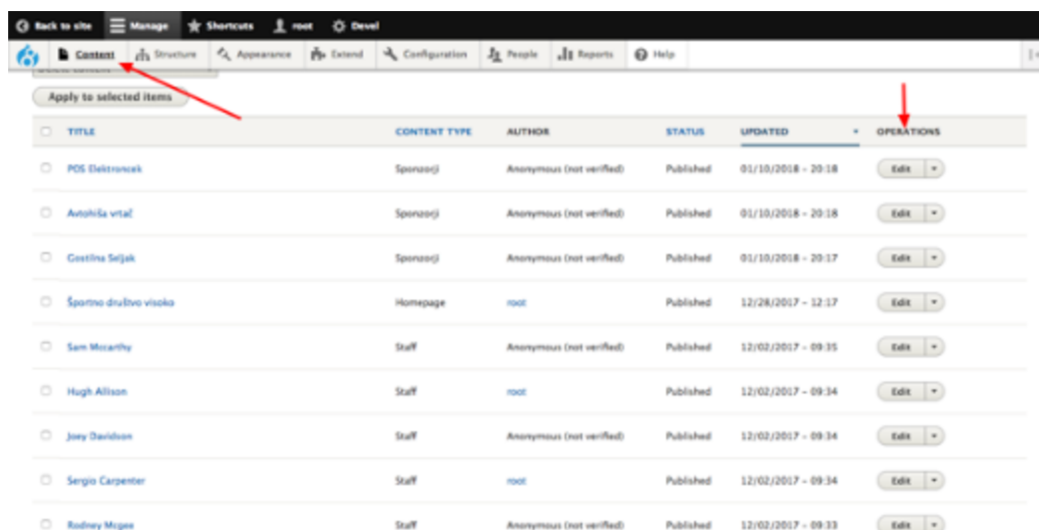 Back to site Manage Shortcuts root Devel
Content Structure Appearance Extend Configuration People Reports Help
Apply to selected items
TITLE CONTENT TYPE AUTHOR STATUS UPDATED OPERATIONS
POS Elektroncek Sponzorji Anonymous (not verified) Published 01/10/2018 - 20:18 Edit
Avtohiša vrtač Sponzorji Anonymous (not verified) Published 01/10/2018 - 20:18 Edit
Gostilna Seljak Sponzorji Anonymous (not verified) Published 01/10/2018 - 20:17 Edit
Športno društvo visoko Homepage root Published 12/28/2017 - 12:17 Edit
Sam Mccarthy Staff Anonymous (not verified) Published 12/02/2017 - 09:35 Edit
Hugh Allison Staff root Published 12/02/2017 - 09:34 Edit
Joey Davidson Staff Anonymous (not verified) Published 12/02/2017 - 09:34 Edit
Sergio Carpenter Staff root Published 12/02/2017 - 09:34 Edit
Rodney Mcgee Staff Anonymous (not verified) Published 12/02/2017 - 09:33 Edit